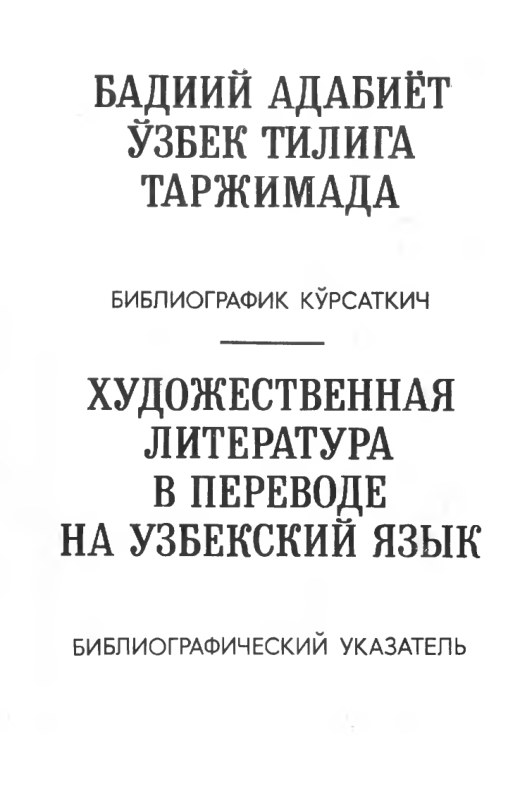 БАДИИЙ АДАБИЁТ
ЎЗБЕК ТИЛИГА
ТАРЖИМАДА
БИБЛИОГРАФИК КЎРСАТКИЧ
ХУДОЖЕСТВЕННАЯ
ЛИТЕРАТУРА
В ПЕРЕВОДЕ
НА УЗБЕКСКИЙ ЯЗЫК
БИБЛИОГРАФИЧЕСКИЙ УКАЗАТЕЛЬ